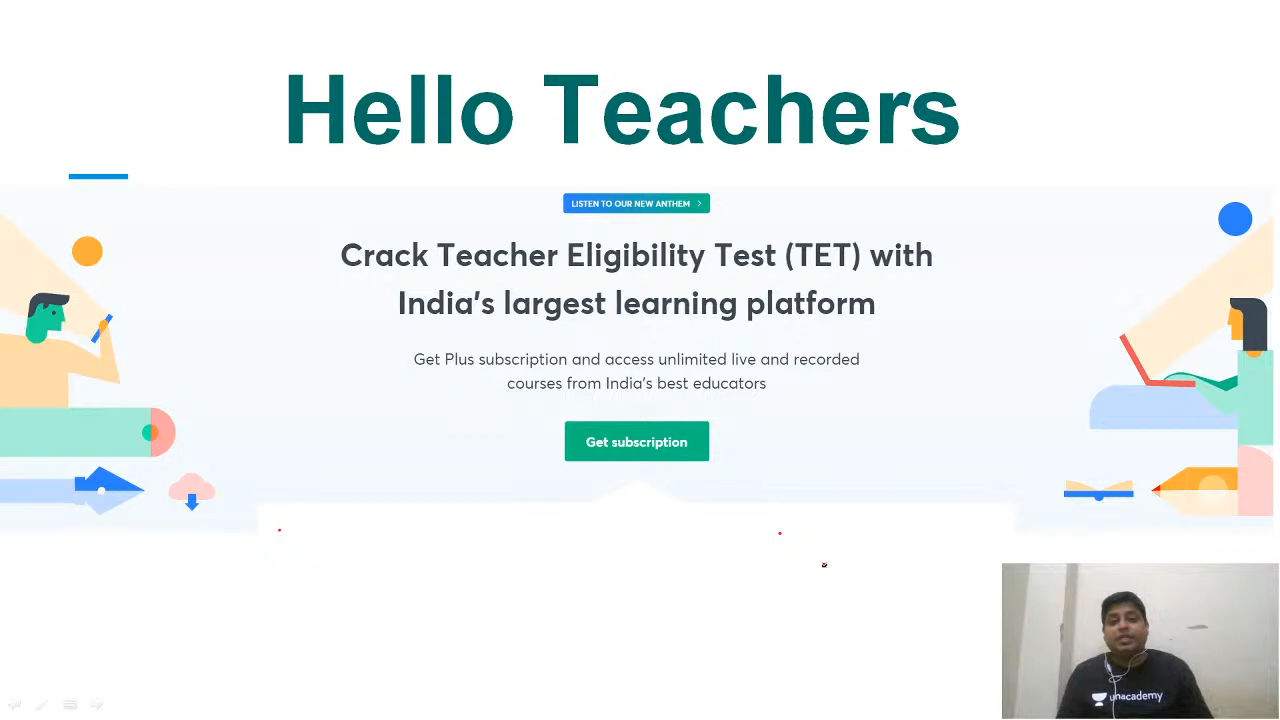 Hello Teachers
LISTEN TO OUR NEW ANTHEM >
Crack Teacher Eligibility Test (TET) with
India's largest learning platform
Get Plus subscription and access unlimited live and recorded
courses from India's best educators
Get subscription
unacademy